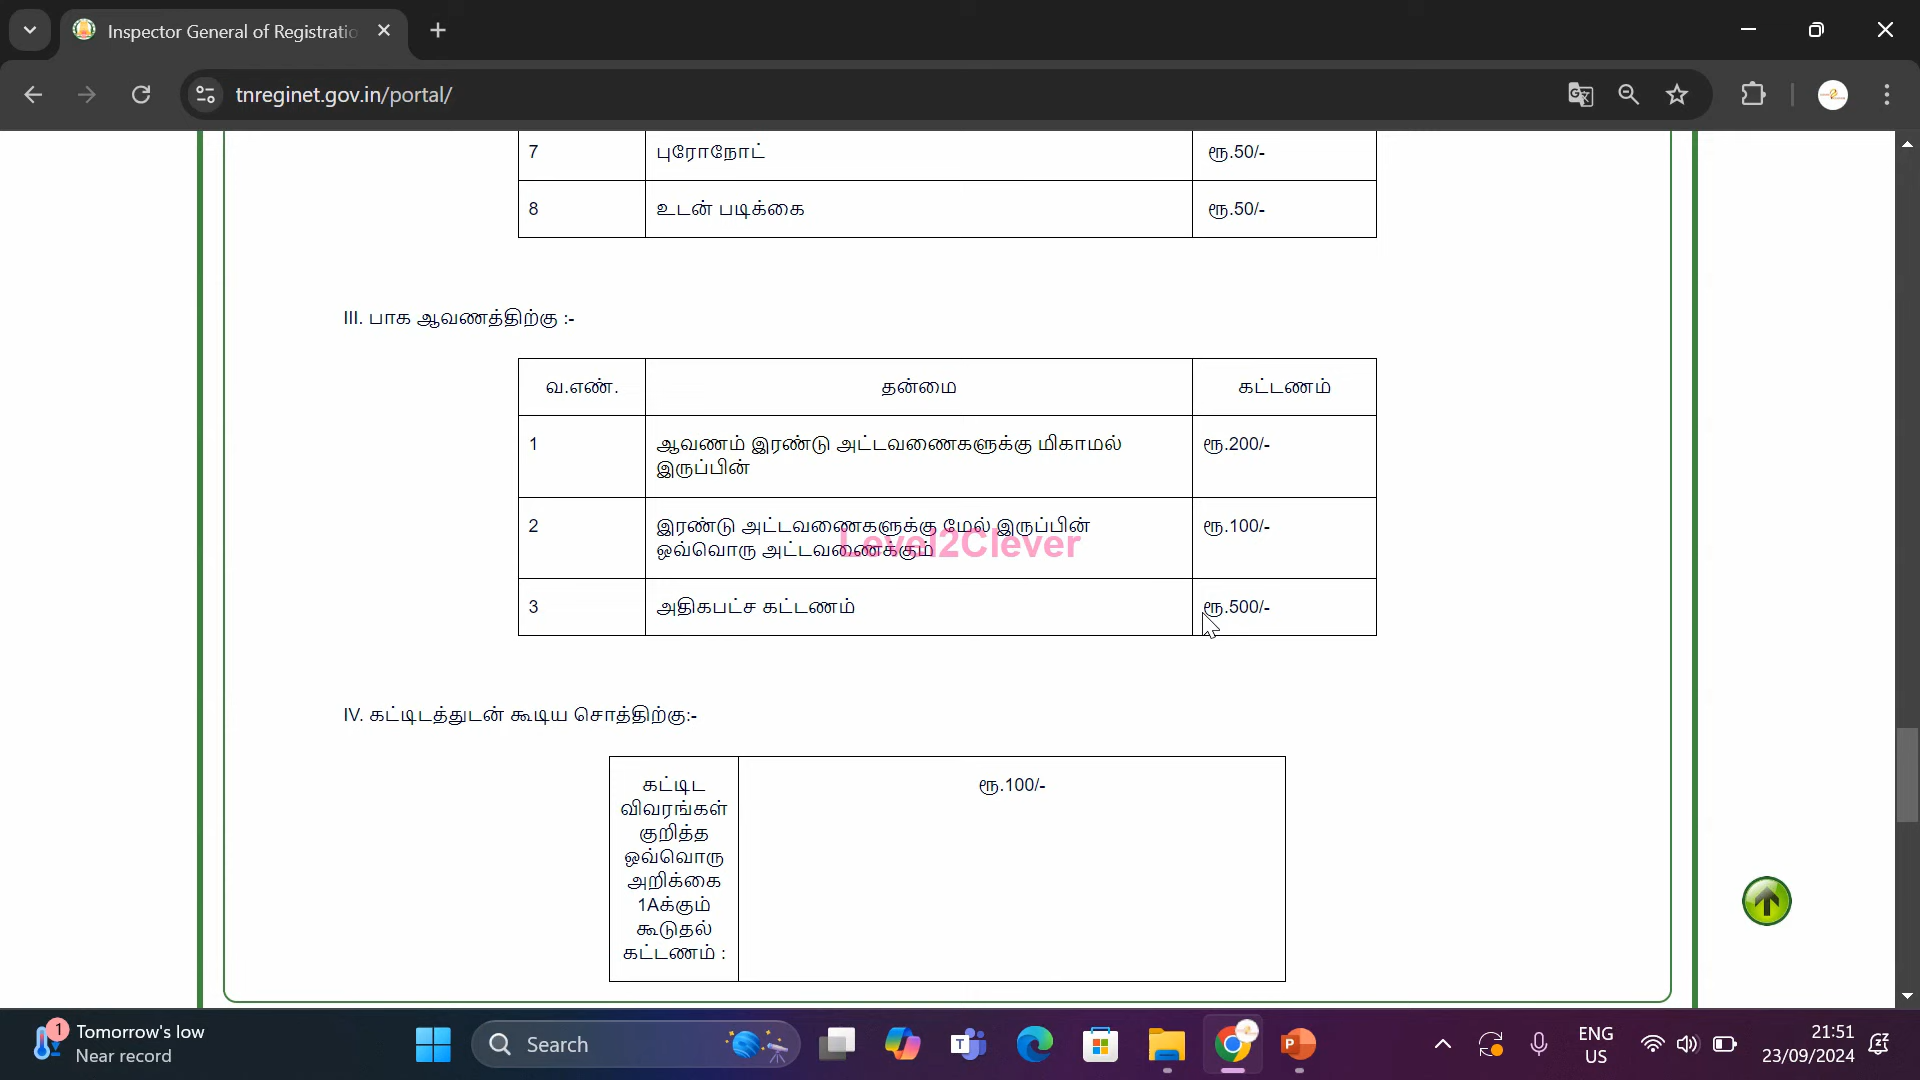 Inspector General of Registratio
tnreginet.gov.in/portal/
7 புரோநோட் ரூ.50/-
8 உடன் படிக்கை ரூ.50/-
III. பாக ஆவணத்திற்கு :-
வ.எண். தன்மை கட்டணம்
1 ஆவணம் இரண்டு அட்டவணைகளுக்கு மிகாமல் ரூ.200/-
இருப்பின்
2 இரண்டு அட்டவணைகளுக்கு மேல் இருப்பின் ரூ.100/-
ஒவ்வொரு அட்டவணைக்கும்
Level2Clever
3 அதிகபட்ச கட்டணம் ரூ.500/-
IV. கட்டிடத்துடன் கூடிய சொத்திற்கு:-
கட்டிட ரூ.100/-
விவரங்கள்
குறித்த
ஒவ்வொரு
அறிக்கை
1Aக்கும்
கூடுதல்
கட்டணம் :
1 Tomorrow's low
Near record
Search
ENG
US
21:51
23/09/2024